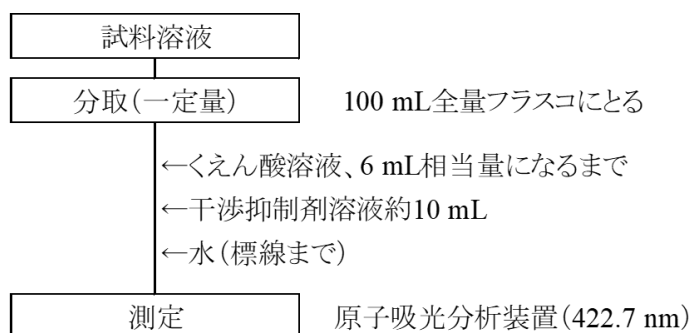 試料溶液
分取(一定量) 100 mL全量フラスコにとる
←くえん酸溶液、6 mL相当量になるまで
←干渉抑制剤溶液約10 mL
←水(標線まで)
測定 原子吸光分析装置(422.7 nm)